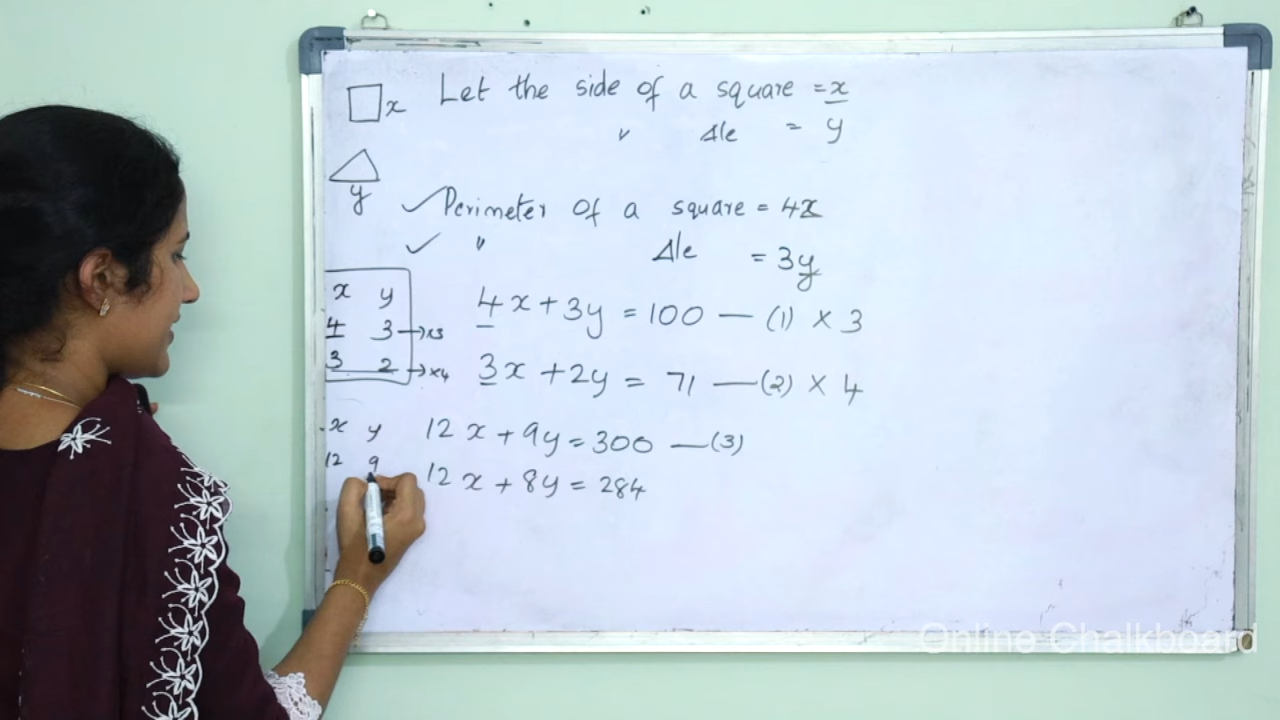 x Let the side of a square = x
" Δle = y
y
✓ Perimeter of a square = 4x
✓ " Δle = 3y
x y
4 3 → x3
3 2 → x4
4x + 3y = 100 — (1) × 3
3x + 2y = 71 — (2) × 4
x y
12 9
12x + 9y = 300 — (3)
12x + 8y = 284
Online Chalkboard